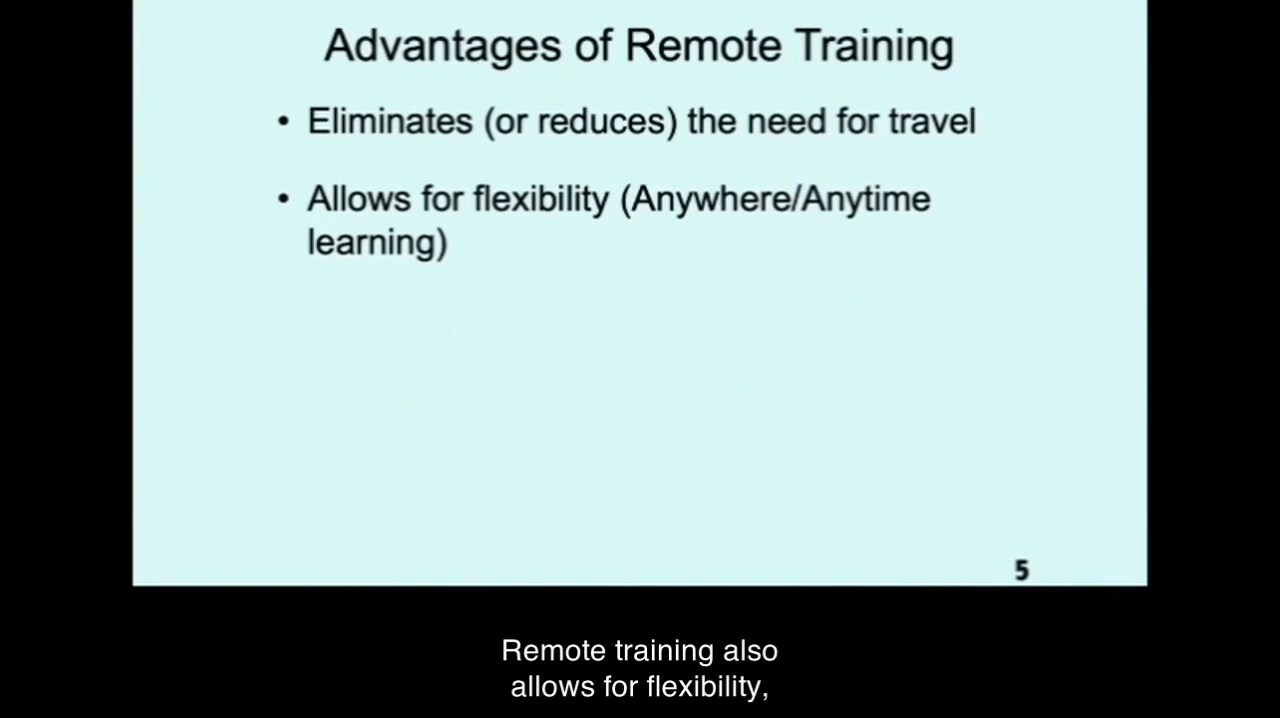 Advantages of Remote Training
• Eliminates (or reduces) the need for travel
• Allows for flexibility (Anywhere/Anytime
learning)
5
Remote training also
allows for flexibility,